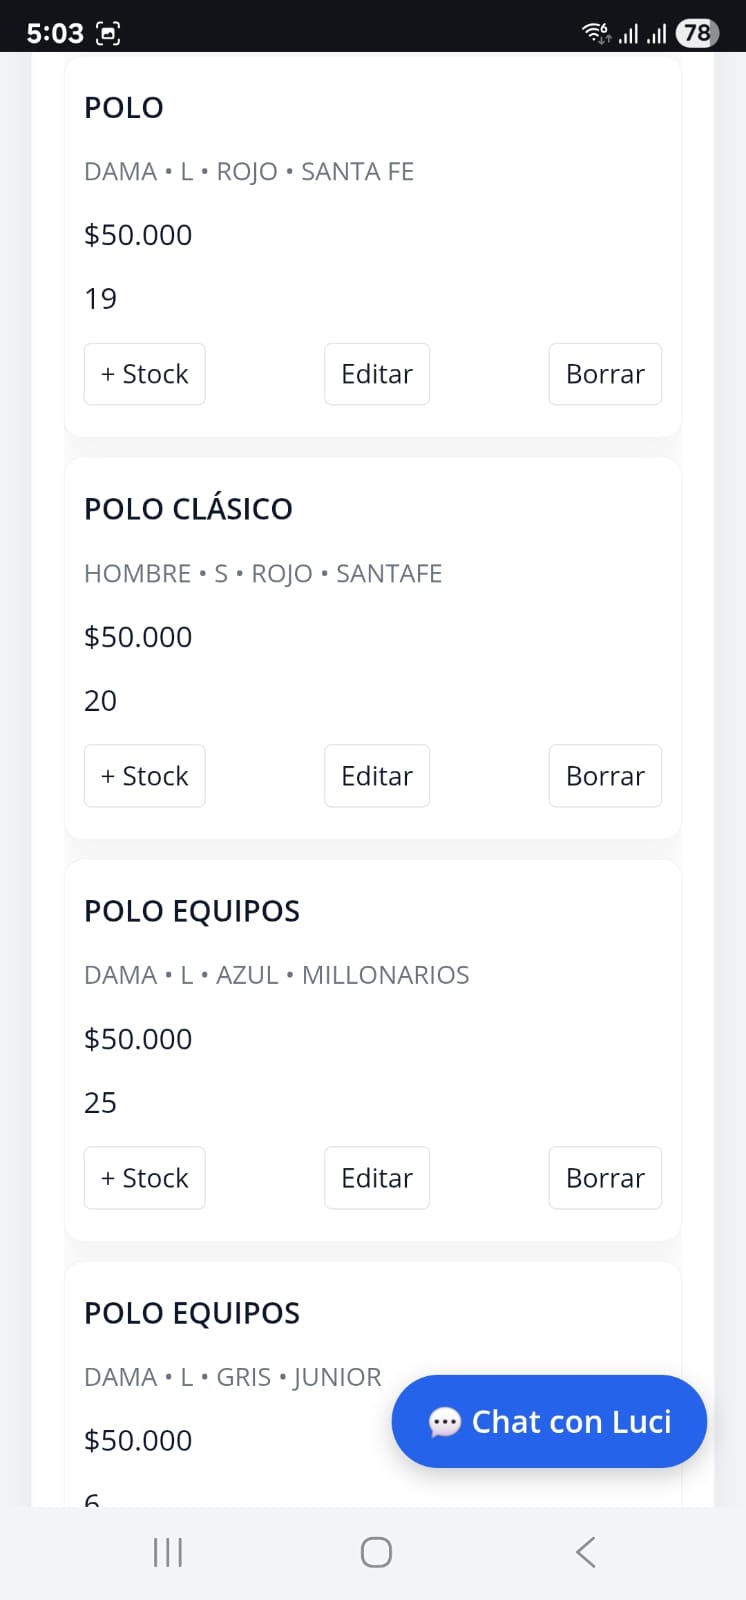 5:03
78
POLO
DAMA • L • ROJO • SANTA FE
$50.000
19
+ Stock Editar Borrar
POLO CLÁSICO
HOMBRE • S • ROJO • SANTAFE
$50.000
20
+ Stock Editar Borrar
POLO EQUIPOS
DAMA • L • AZUL • MILLONARIOS
$50.000
25
+ Stock Editar Borrar
POLO EQUIPOS
DAMA • L • GRIS • JUNIOR
💬 Chat con Luci
$50.000
6